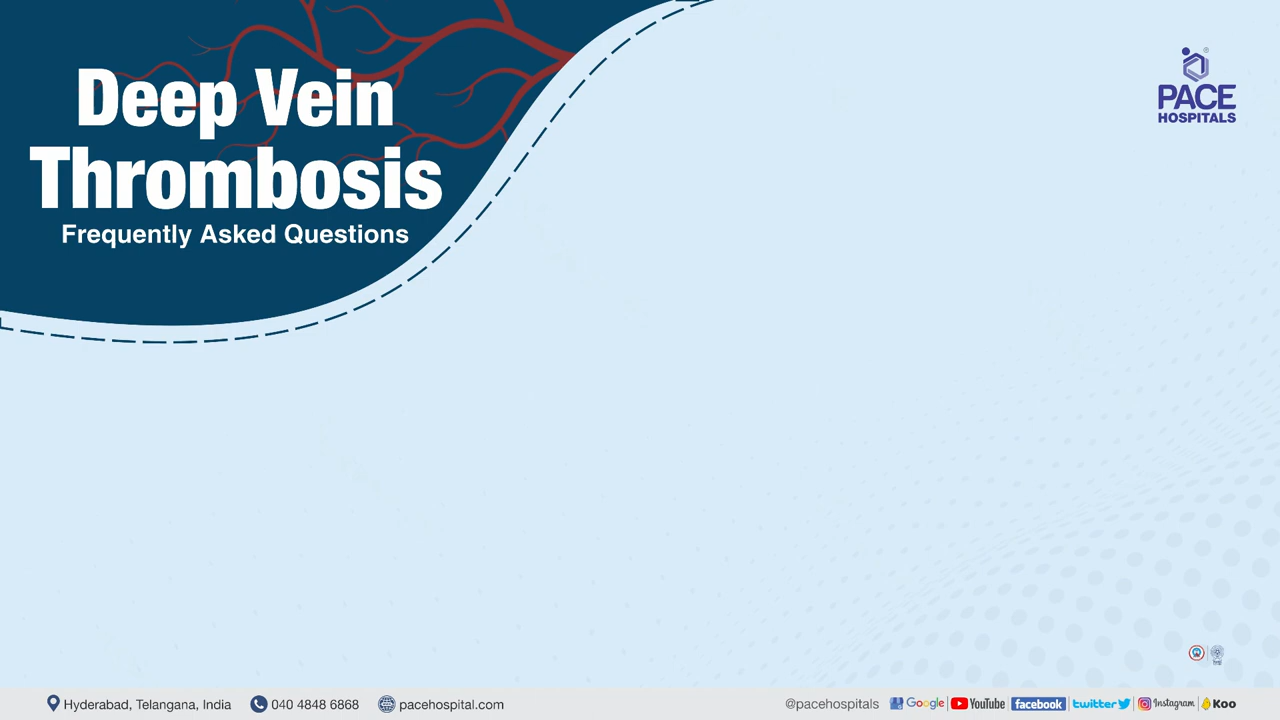 Deep Vein
Thrombosis
Frequently Asked Questions
PACE
HOSPITALS
Hyderabad, Telangana, India
040 4848 6868
pacehospital.com
@pacehospitals
Google
YouTube
facebook
twitter
Instagram
Koo